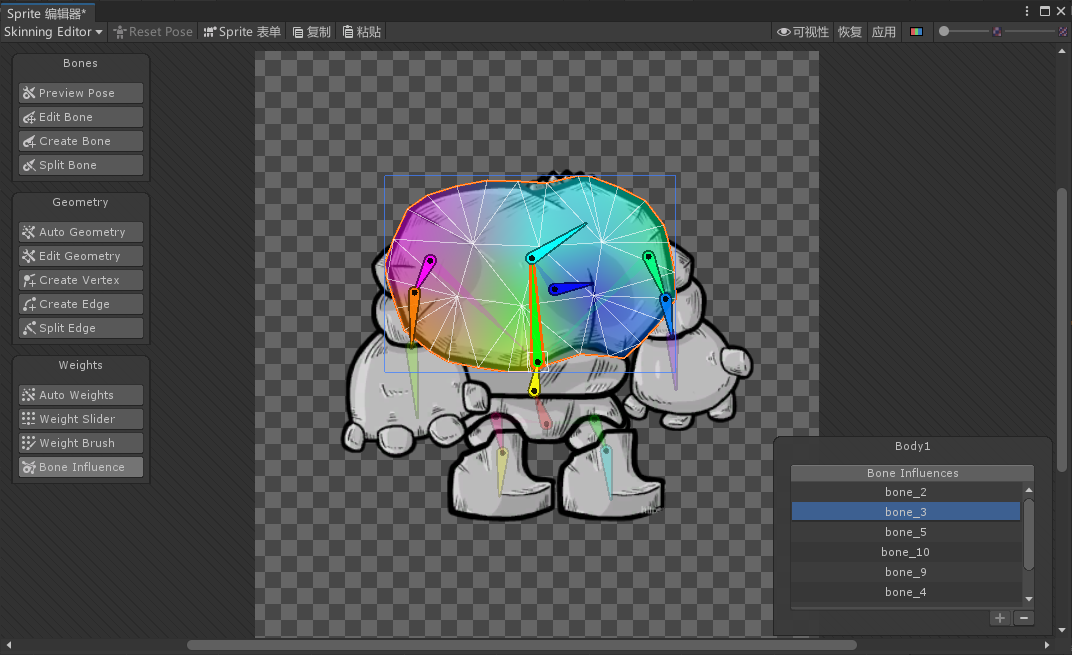 Sprite 编辑器*
Skinning Editor
Reset Pose
Sprite 表单
复制
粘贴
可视性
恢复
应用
Bones
Preview Pose
Edit Bone
Create Bone
Split Bone
Geometry
Auto Geometry
Edit Geometry
Create Vertex
Create Edge
Split Edge
Weights
Auto Weights
Weight Slider
Weight Brush
Bone Influence
Body1
Bone Influences
bone_2
bone_3
bone_5
bone_10
bone_9
bone_4